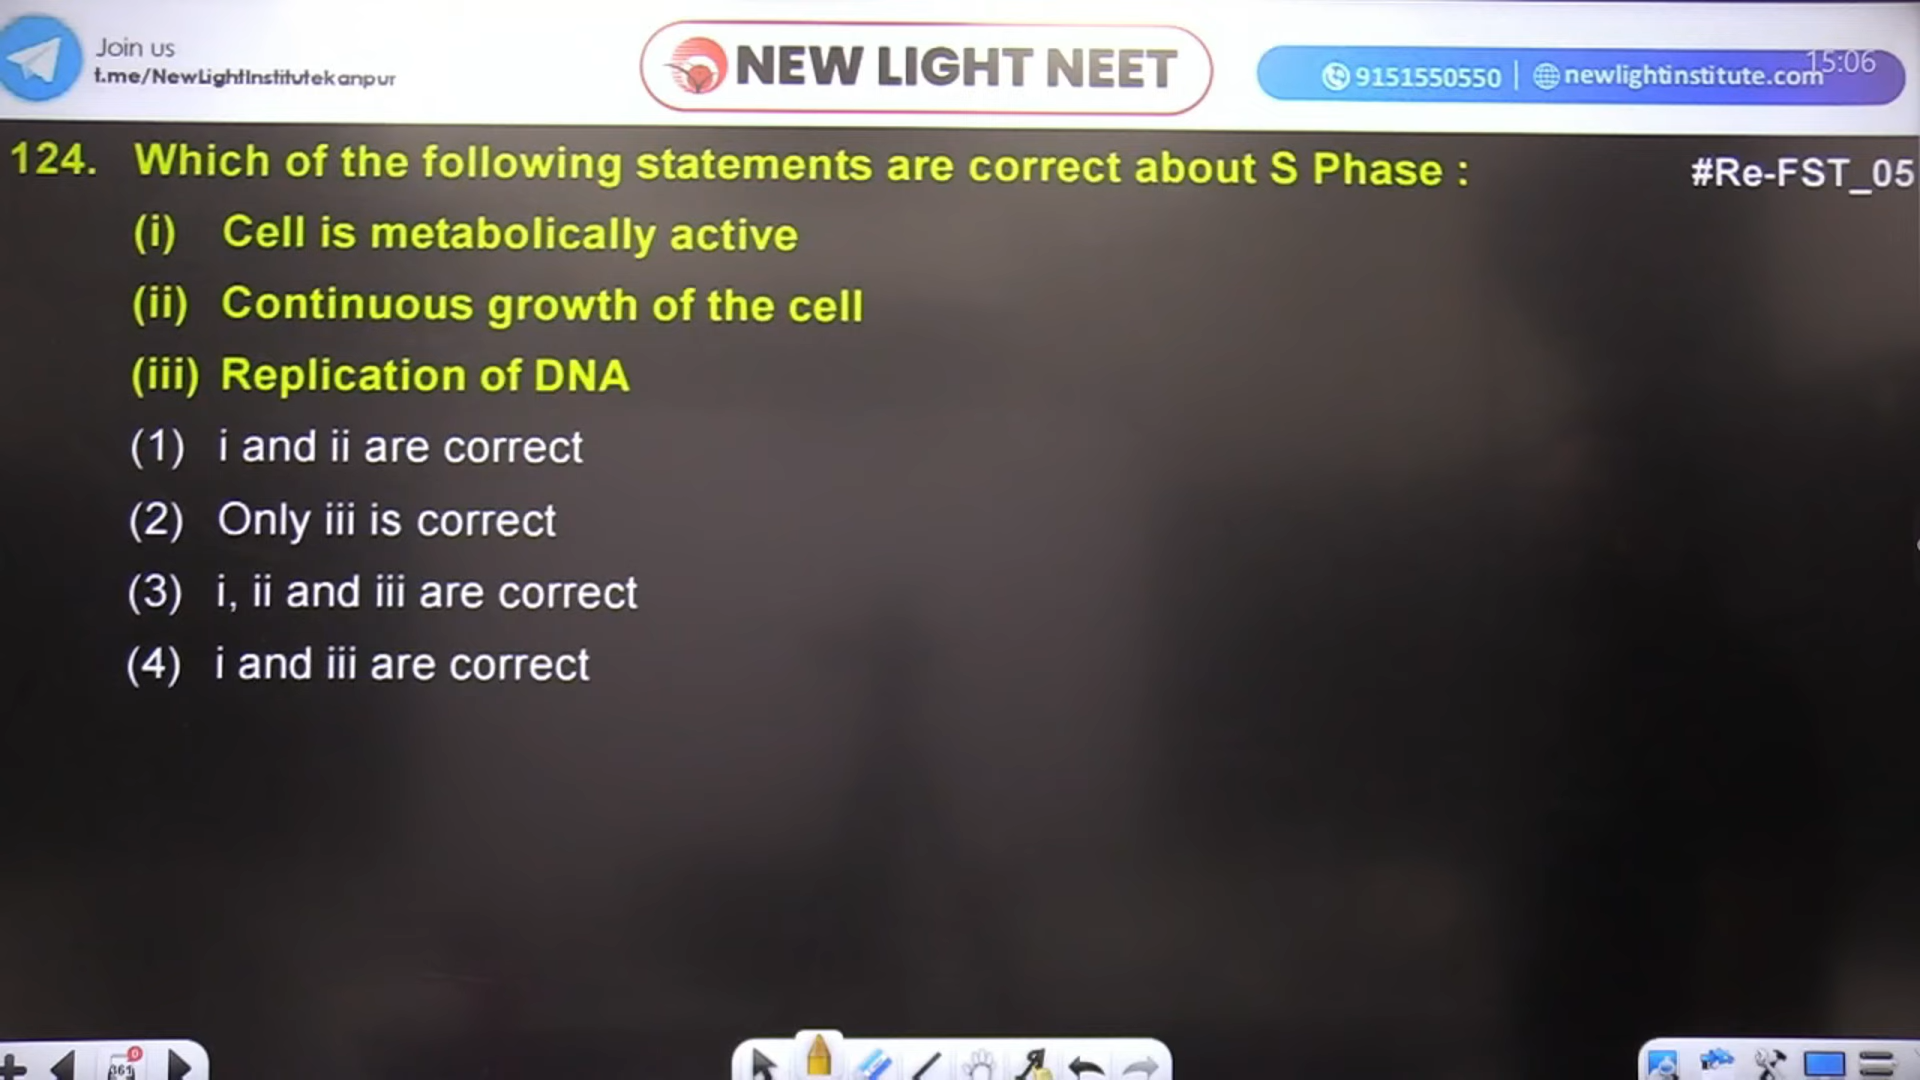 Join us
t.me/NewLightInstitutekanpur
NEW LIGHT NEET
9151550550 | newlightinstitute.com
15:06
124. Which of the following statements are correct about S Phase :
#Re-FST_05
(i) Cell is metabolically active
(ii) Continuous growth of the cell
(iii) Replication of DNA
(1) i and ii are correct
(2) Only iii is correct
(3) i, ii and iii are correct
(4) i and iii are correct
0
361